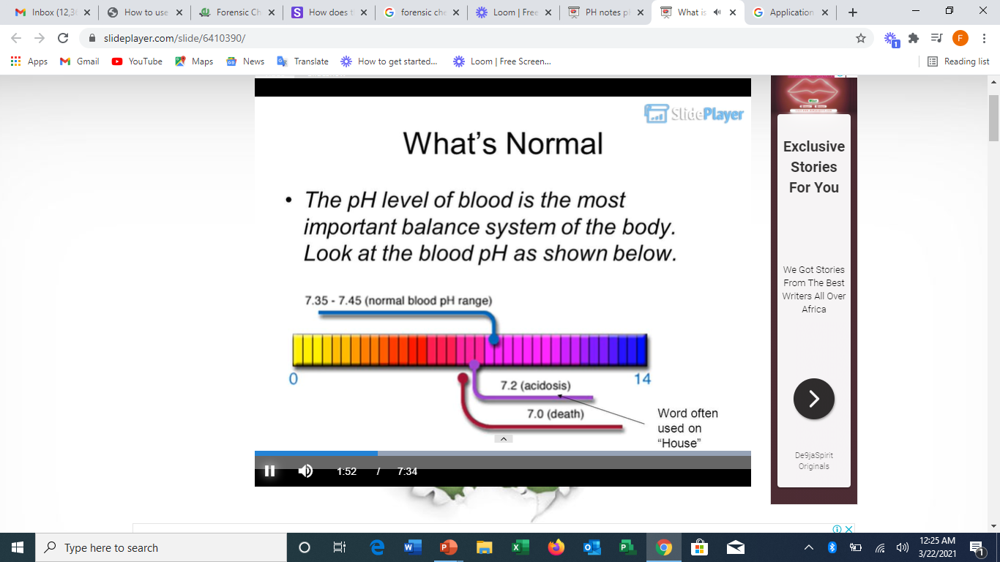 Inbox (12,3
How to use
Forensic Ch
How does t
forensic che
Loom | Free
PH notes p
What is
Application
slideplayer.com/slide/6410390/
1
F
Apps
Gmail
YouTube
Maps
News
Translate
How to get started...
Loom | Free Screen...
Reading list
SlidePlayer
What's Normal
• The pH level of blood is the most
important balance system of the body.
Look at the blood pH as shown below.
7.35 - 7.45 (normal blood pH range)
0
14
7.2 (acidosis)
7.0 (death)
Word often
used on
“House”
1:52 / 7:34
Exclusive
Stories
For You
We Got Stories
From The Best
Writers All Over
Africa
De9jaSpirit
Originals
Type here to search
12:25 AM
3/22/2021
1